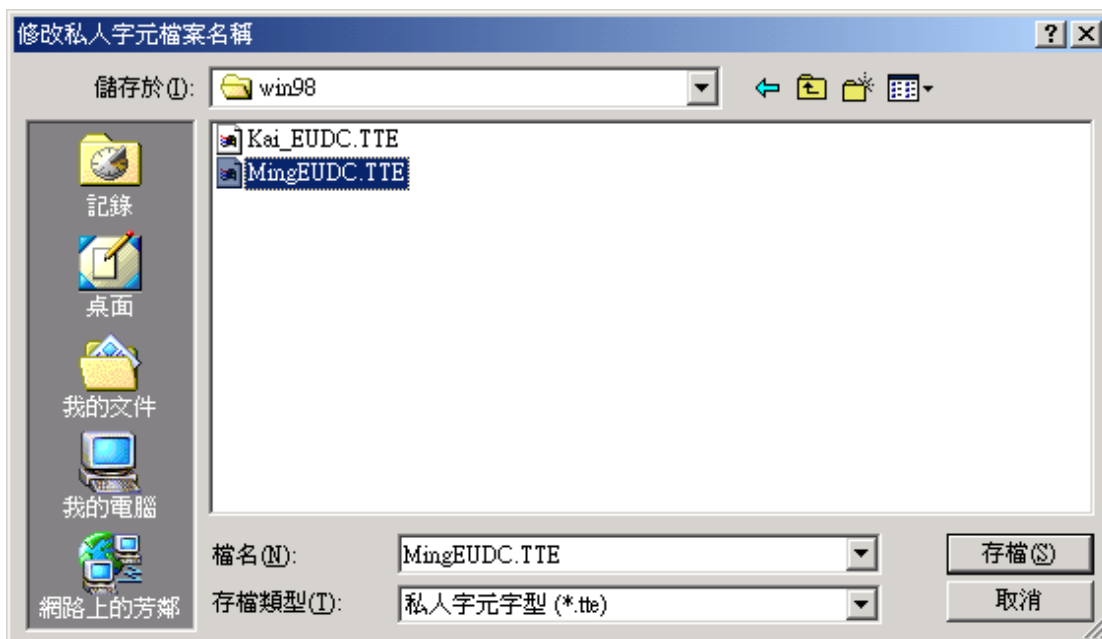 修改私人字元檔案名稱
儲存於(I):
win98
Kai_EUDC.TTE
MingEUDC.TTE
記錄
桌面
我的文件
我的電腦
網路上的芳鄰
檔名(N):
MingEUDC.TTE
存檔(S)
存檔類型(T):
私人字元字型 (*.tte)
取消